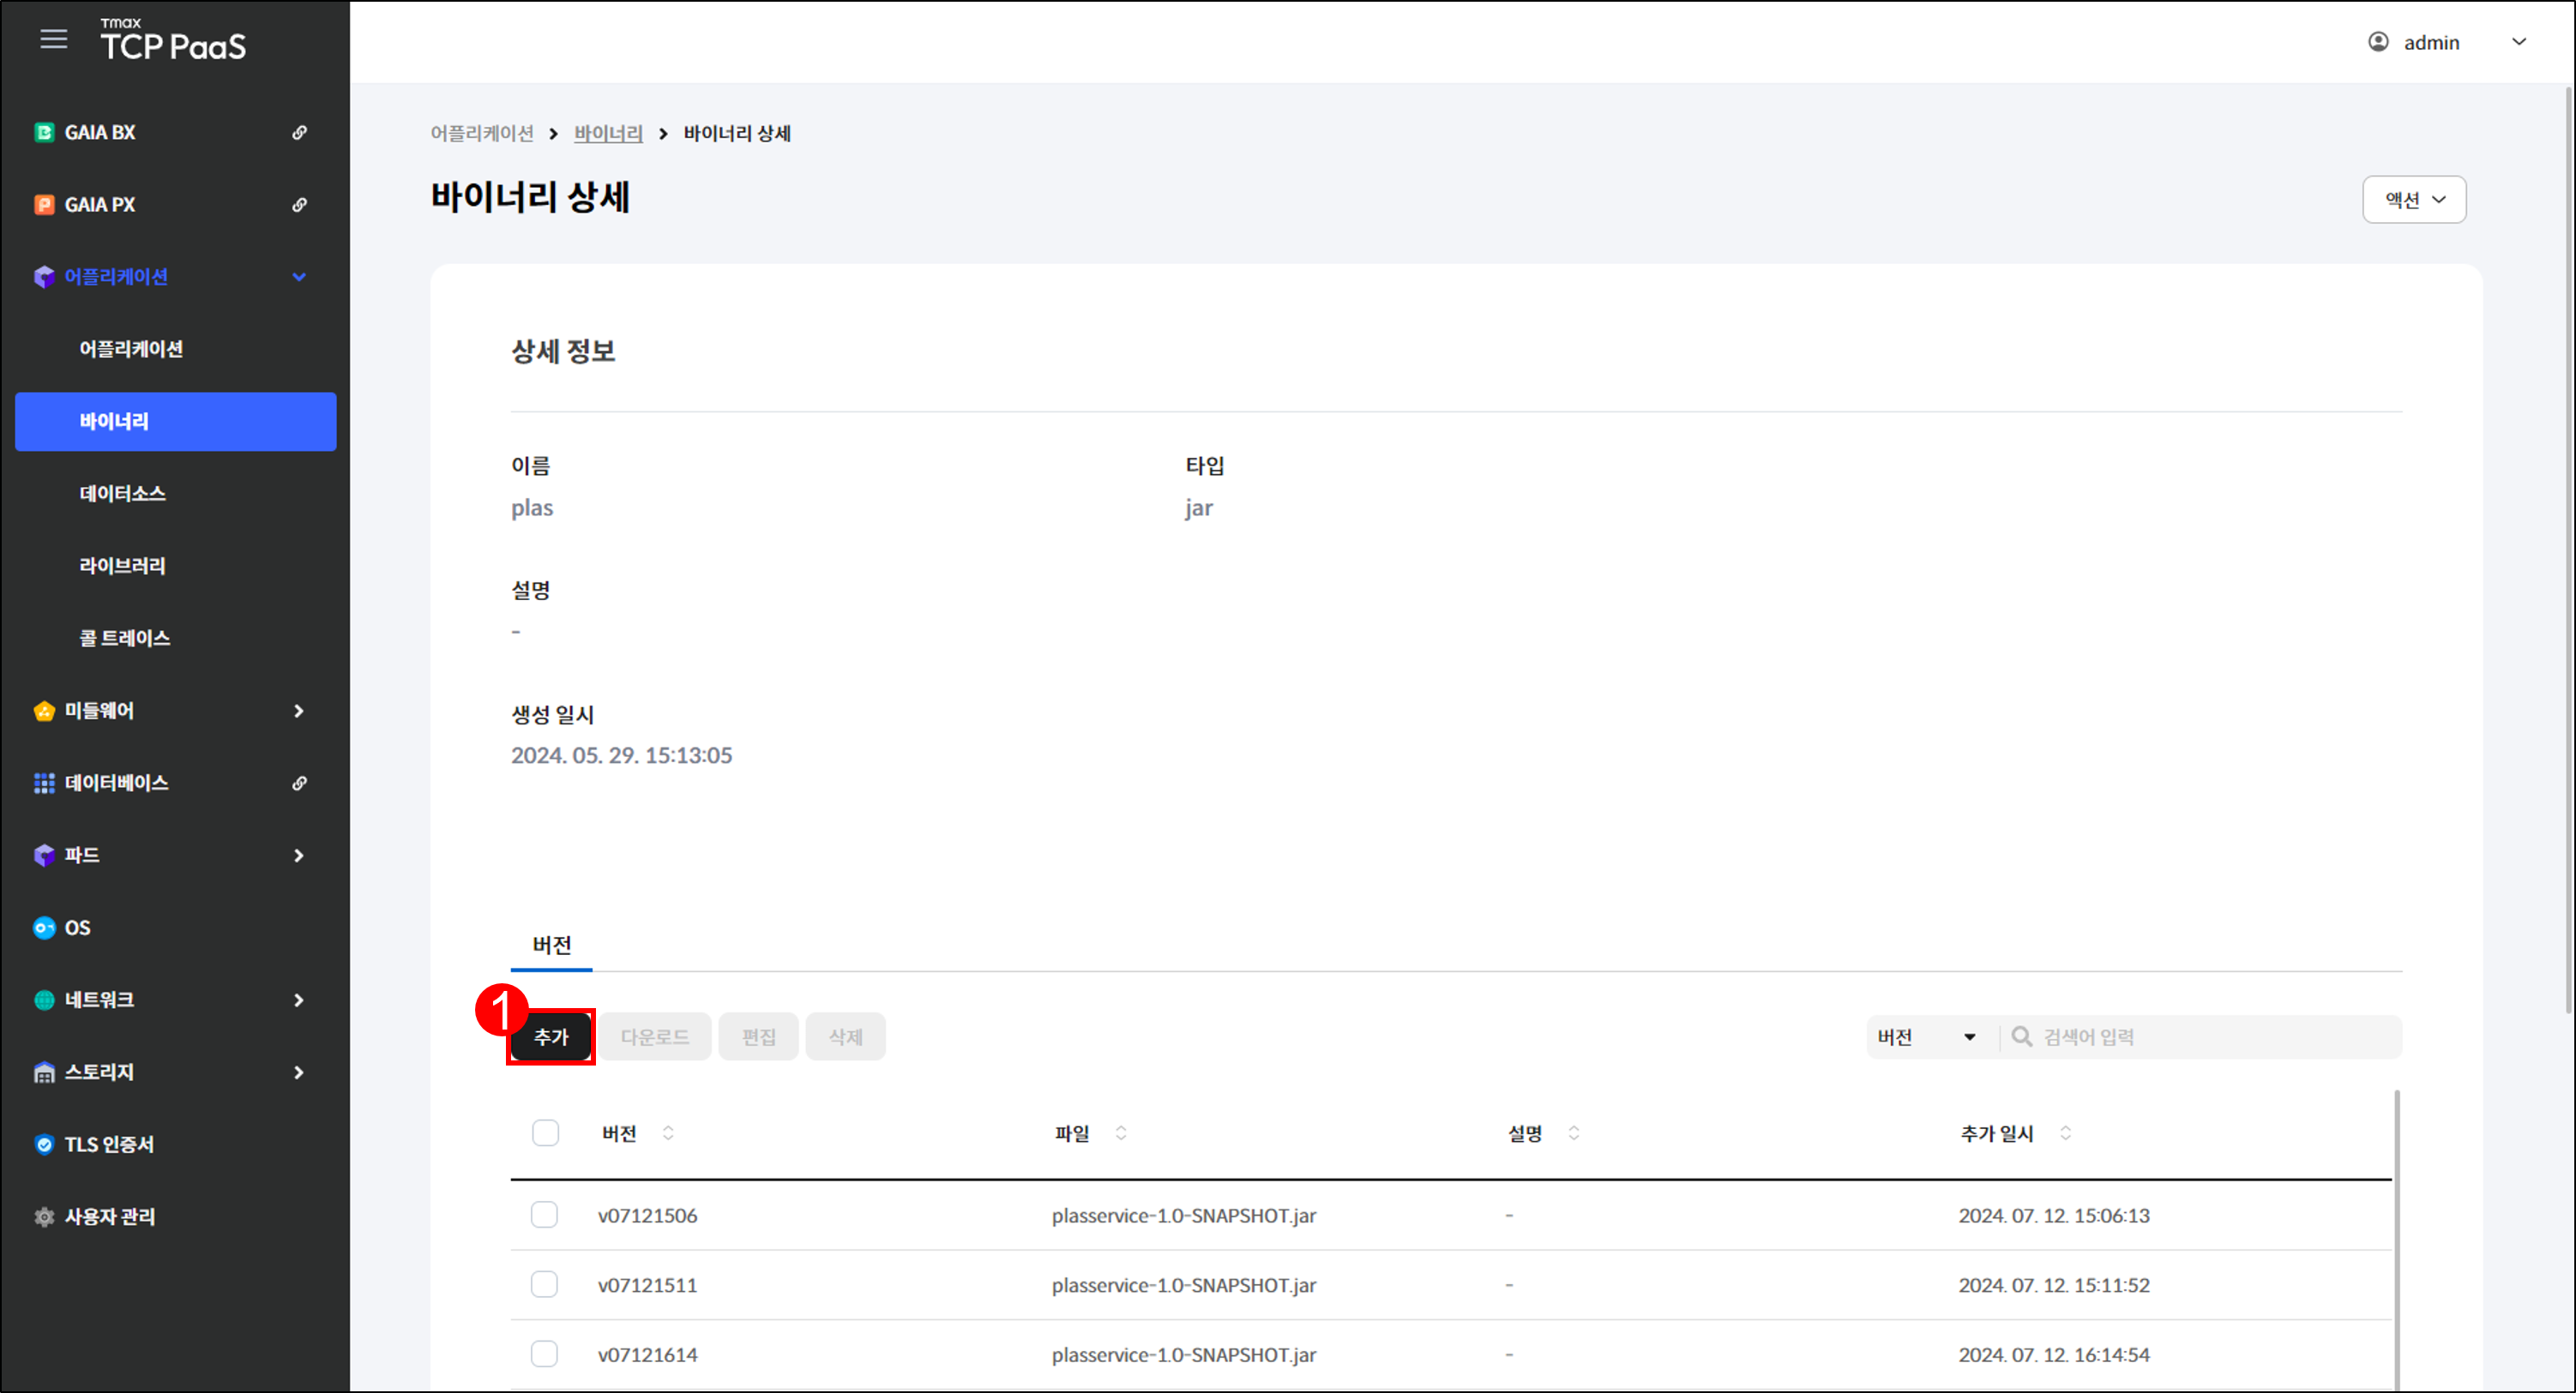 Tmax
TCP PaaS
admin
GAIA BX
GAIA PX
어플리케이션
어플리케이션
바이너리
데이터소스
라이브러리
콜 트레이스
미들웨어
데이터베이스
파드
OS
네트워크
스토리지
TLS 인증서
사용자 관리
어플리케이션 > 바이너리 > 바이너리 상세
바이너리 상세
액션
상세 정보
이름
plas
타입
jar
설명
-
생성 일시
2024. 05. 29. 15:13:05
버전
1
추가 다운로드 편집 삭제
버전 검색어 입력
버전 파일 설명 추가 일시
v07121506 plasservice-1.0-SNAPSHOT.jar - 2024. 07. 12. 15:06:13
v07121511 plasservice-1.0-SNAPSHOT.jar - 2024. 07. 12. 15:11:52
v07121614 plasservice-1.0-SNAPSHOT.jar - 2024. 07. 12. 16:14:54